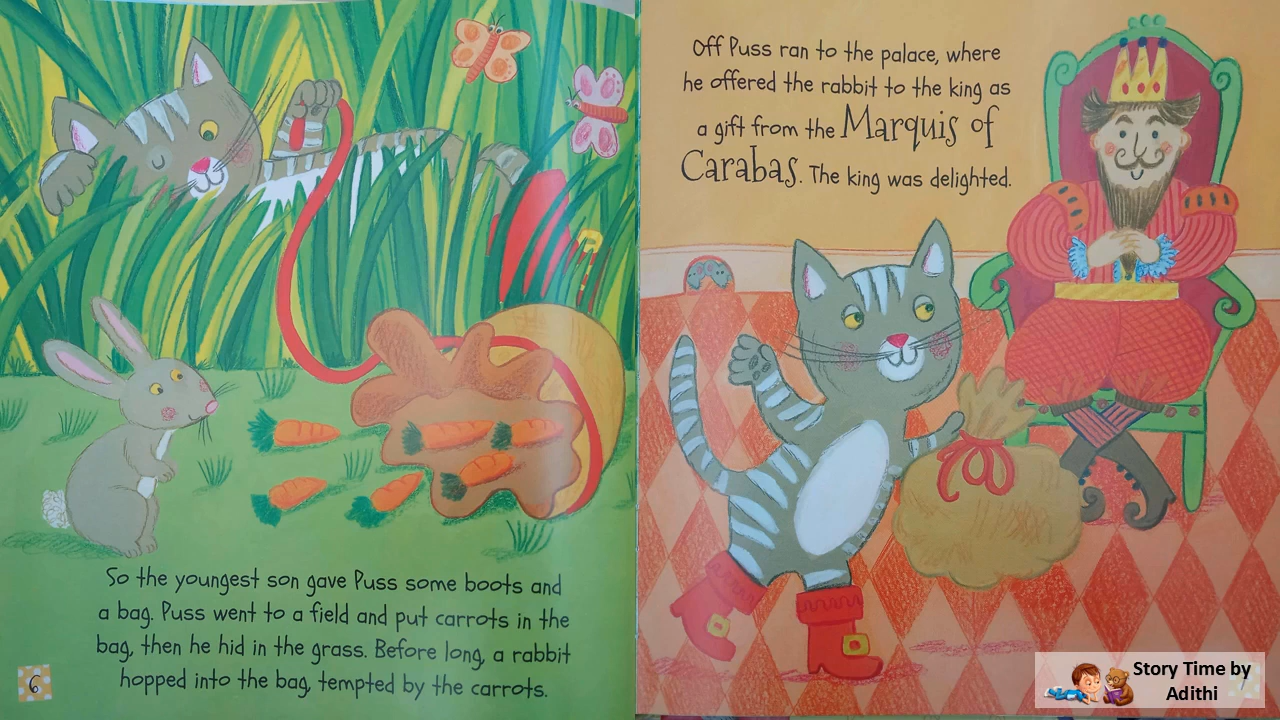 So the youngest son gave Puss some boots and
a bag. Puss went to a field and put carrots in the
bag, then he hid in the grass. Before long, a rabbit
hopped into the bag, tempted by the carrots.
6
Off Puss ran to the palace, where
he offered the rabbit to the king as
a gift from the Marquis of
Carabas. The king was delighted.
Story Time by
Adithi